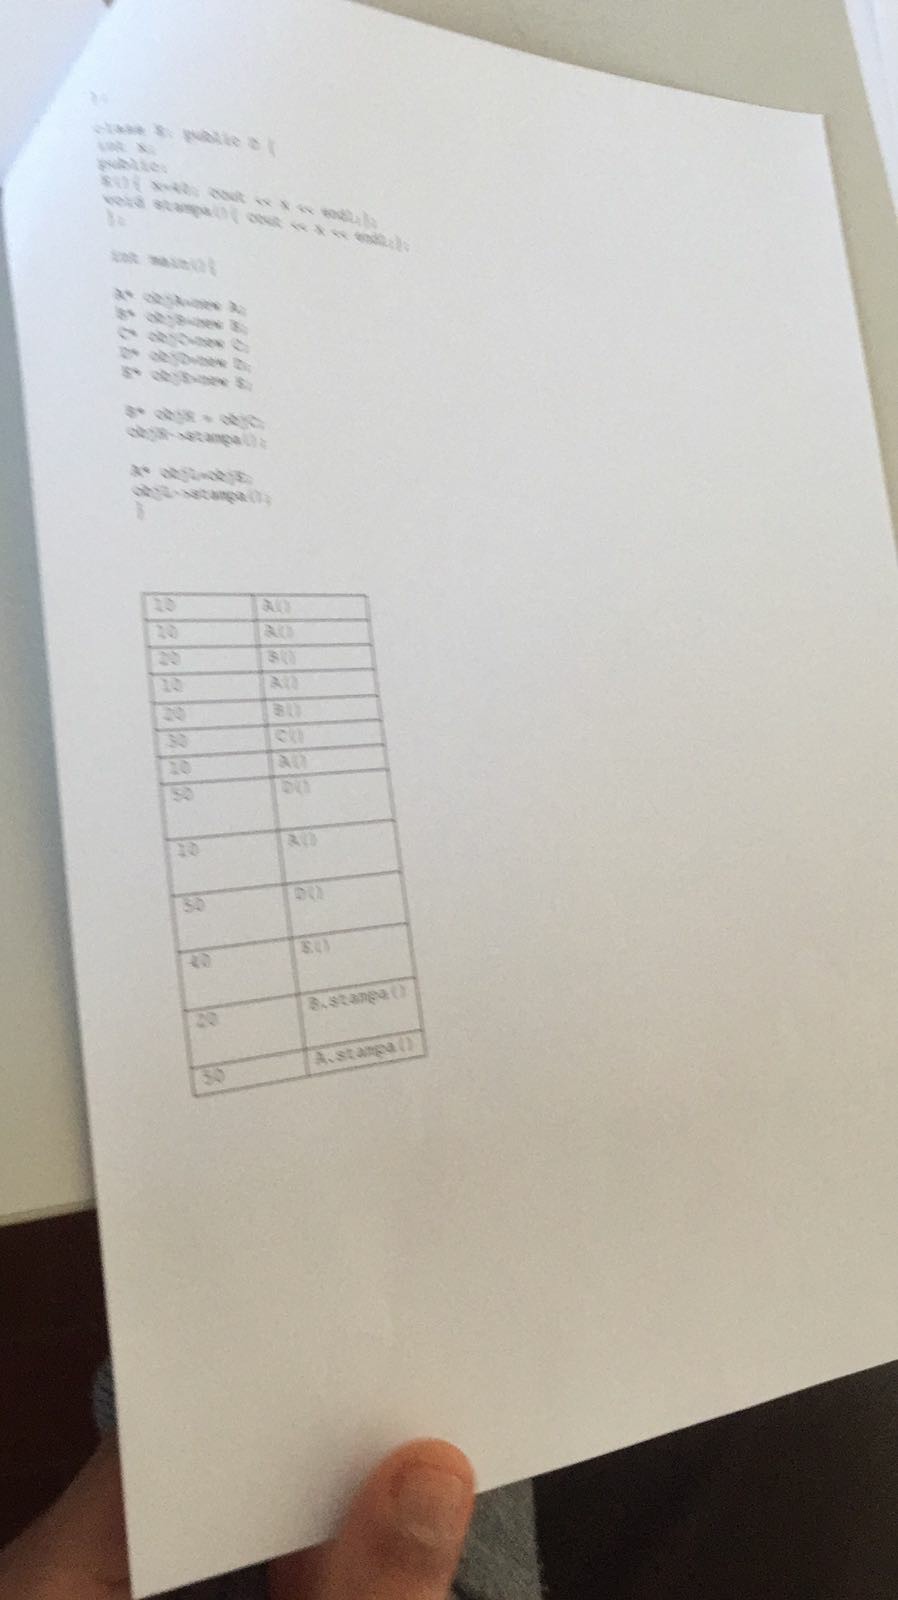 };
class E: public D {
int x;
public:
E(){ x=40; cout << x << endl;};
void stampa(){ cout << x << endl;};
};
int main(){
A* objA=new A;
B* objB=new B;
C* objC=new C;
D* objD=new D;
E* objE=new E;
B* objH = objC;
objH->stampa();
A* objL=objE;
objL->stampa();
}
10 A()
10 A()
20 B()
10 A()
20 B()
30 C()
10 A()
50 D()
10 A()
50 D()
40 E()
20 B.stampa()
50 A.stampa()